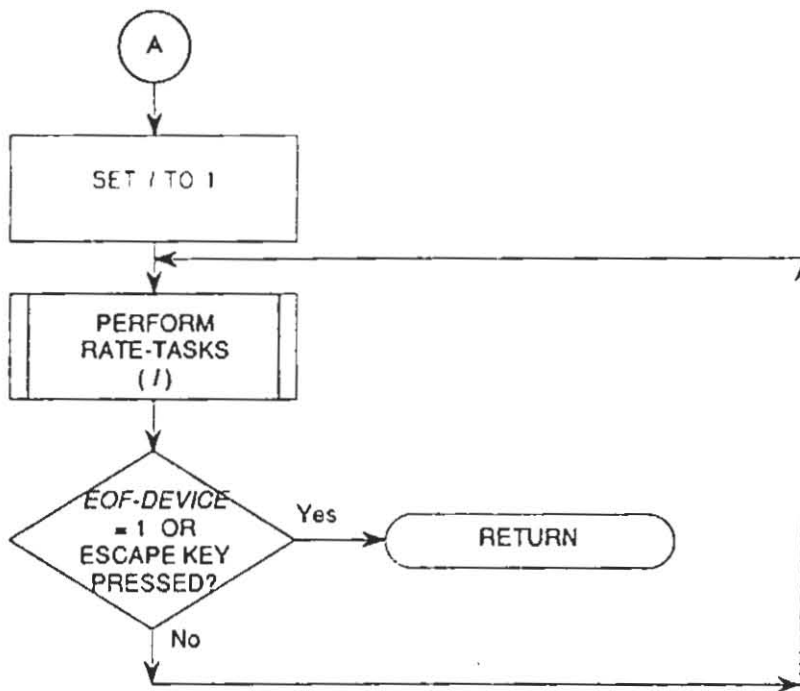 A
SET I TO 1
PERFORM
RATE-TASKS
(I)
EOF-DEVICE
= 1 OR
ESCAPE KEY
PRESSED?
Yes
RETURN
No